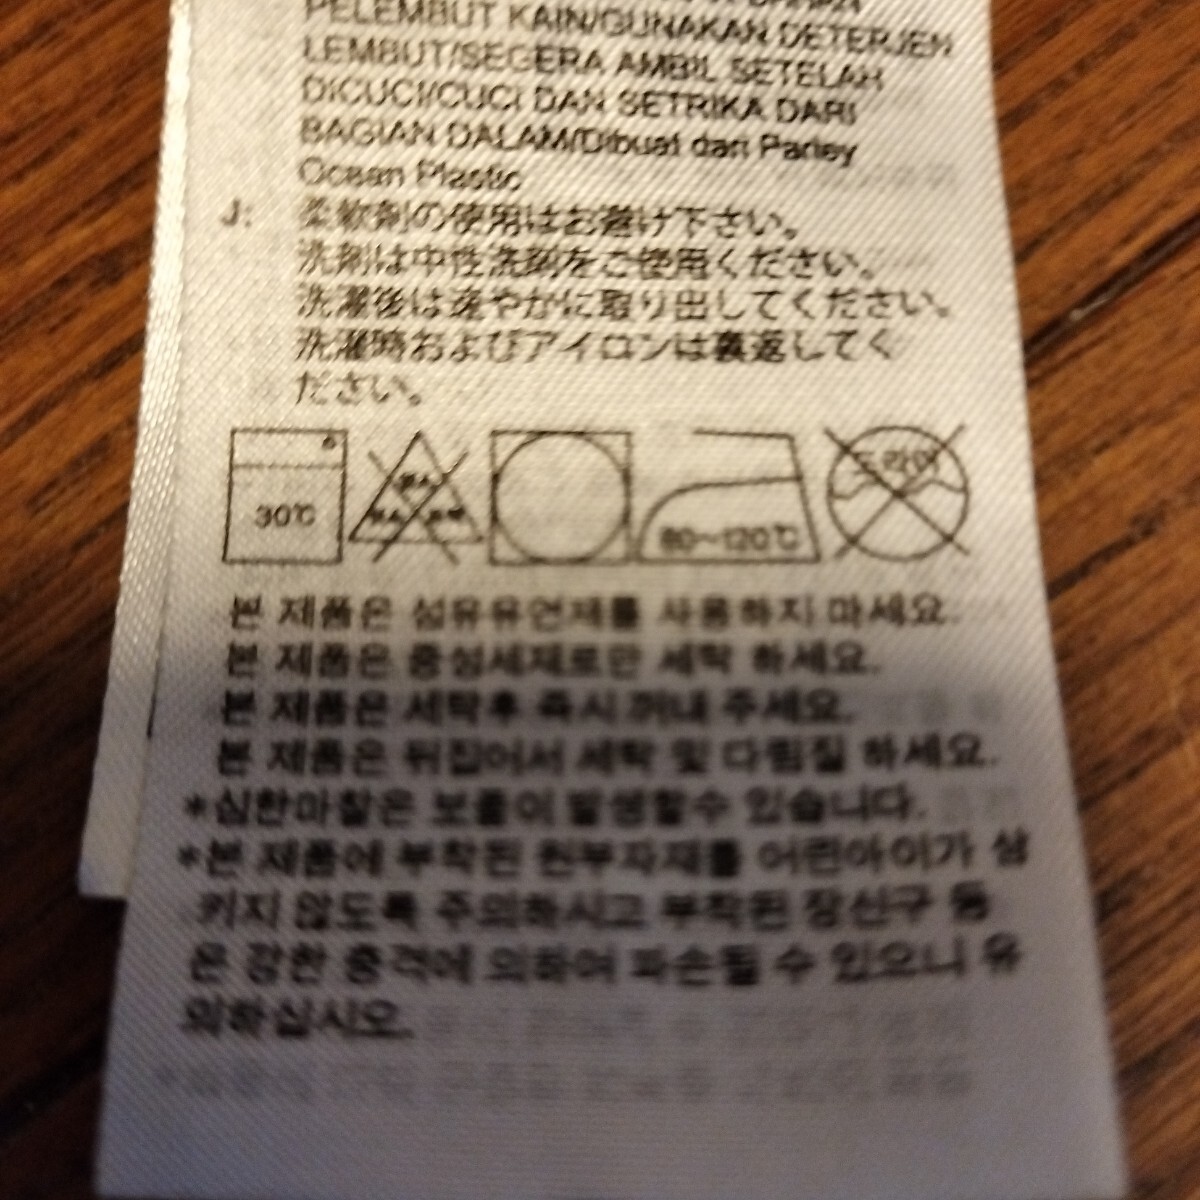 PELEMBUT KAIN/GUNAKAN DETERJEN
LEMBUT/SEGERA AMBIL SETELAH
DICUCI/CUCI DAN SETRIKA DARI
BAGIAN DALAM/Dibuat dari Parley
Ocean Plastic
J: 柔軟剤の使用はお避け下さい。
洗剤は中性洗剤をご使用ください。
洗濯後は速やかに取り出してください。
洗濯時およびアイロンは裏返してく
ださい。
30℃
80~120℃
드라이
본 제품은 섬유유연제를 사용하지 마세요.
본 제품은 중성세제로만 세탁 하세요.
본 제품은 세탁후 즉시 꺼내 주세요.
본 제품은 뒤집어서 세탁 및 다림질 하세요.
*심한마찰은 보풀이 발생할수 있습니다.
*본 제품에 부착된 원부자재를 어린아이가 삼
키지 않도록 주의하시고 부착된 장신구 등
은 강한 충격에 의하여 파손될 수 있으니 유
의하십시오.